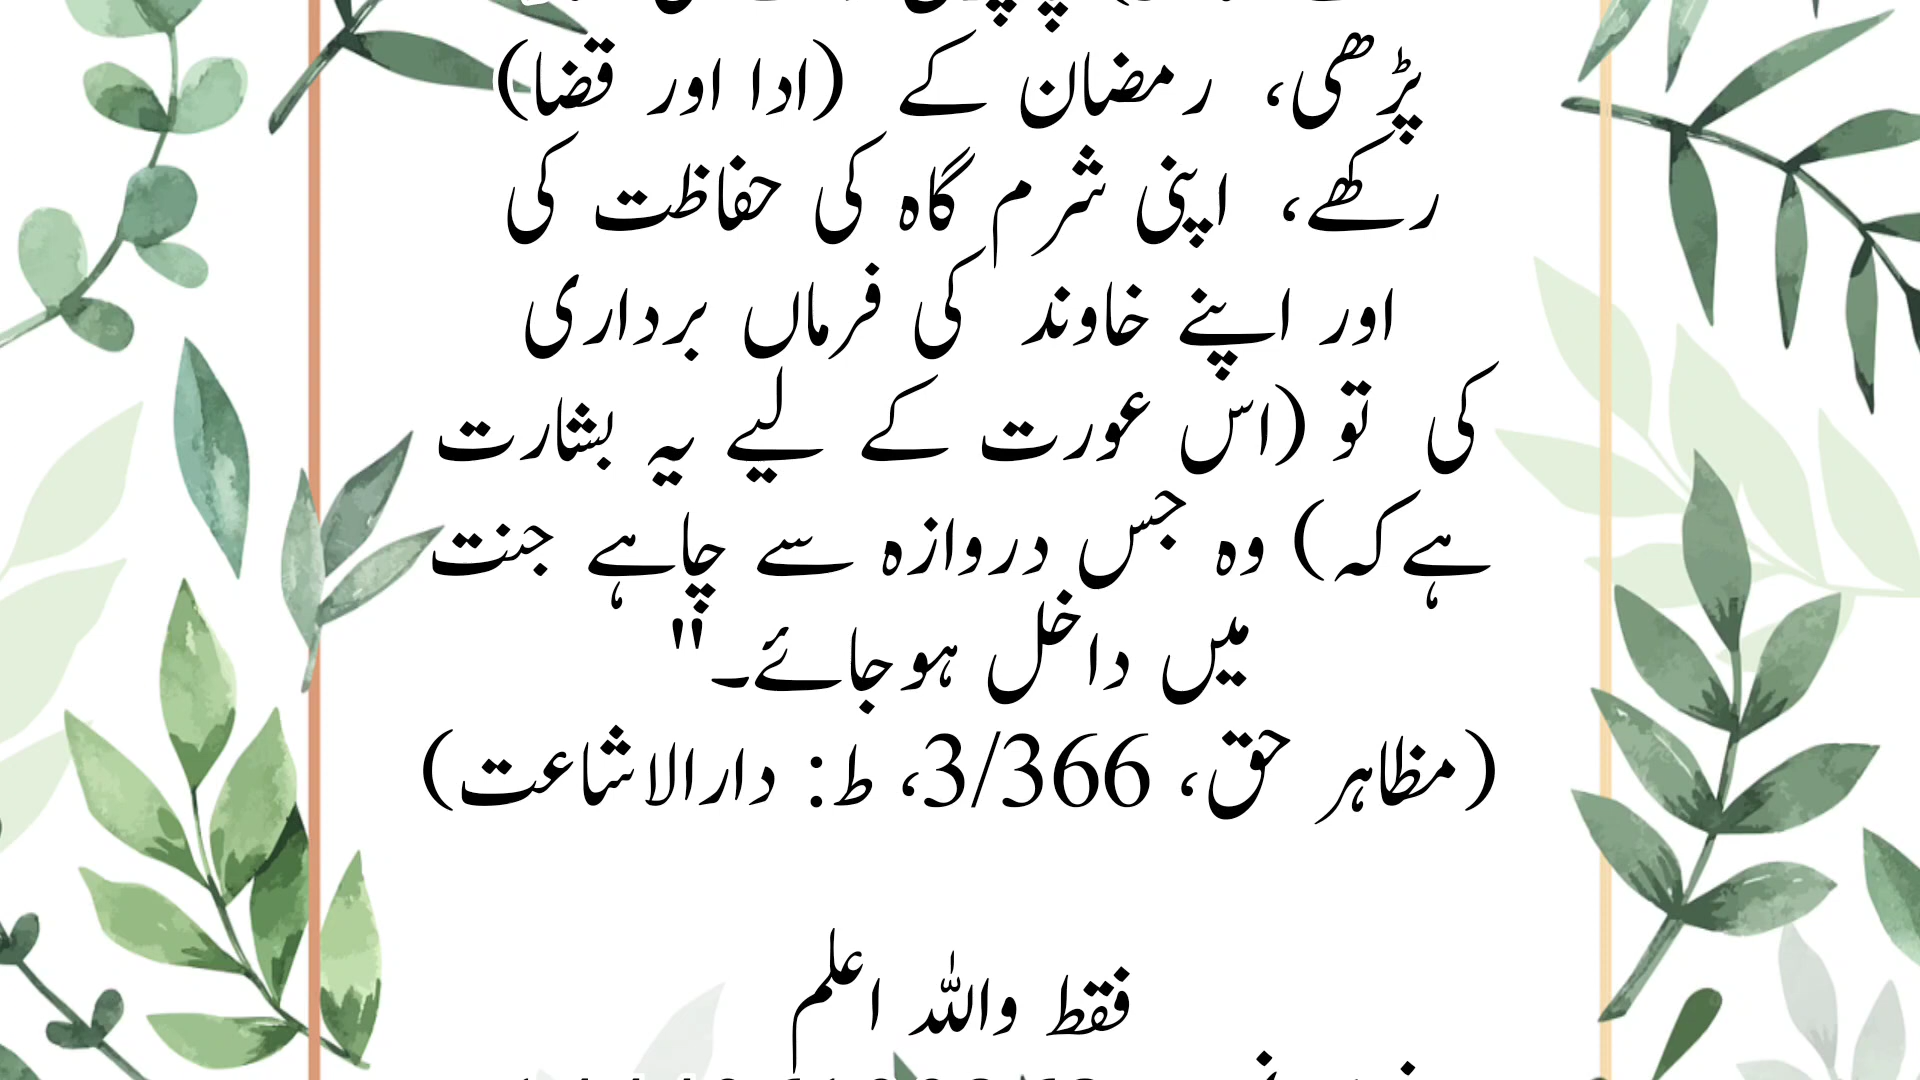 پڑھی، رمضان کے (ادا اور قضا)
رکھے، اپنی شرم گاہ کی حفاظت کی
اور اپنے خاوند کی فرماں برداری
کی تو (اس عورت کے لیے یہ بشارت
ہےکہ) وہ جس دروازہ سے چاہے جنت
میں داخل ہوجائے۔"
(مظاہر حق، 3/366، ط: دارالاشاعت)
فقط واللہ اعلم